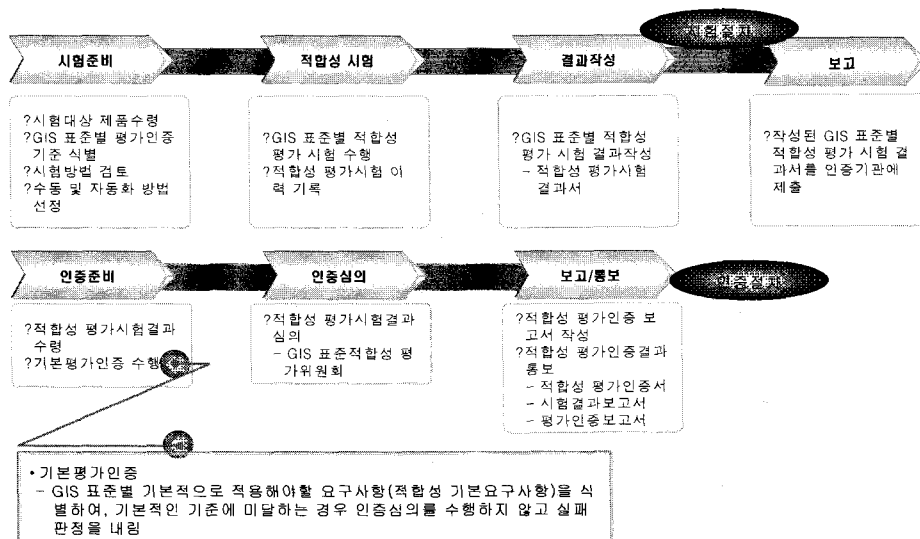 시험절차
시험준비
적합성 시험
결과작성
보고
?시험대상 제품수령
?GIS 표준별 평가인증
기준 식별
?시험방법 검토
?수동 및 자동화 방법
선정
?GIS 표준별 적합성
평가 시험 수행
?적합성 평가시험 이
력 기록
?GIS 표준별 적합성
평가 시험 결과작성
- 적합성 평가시험
결과서
?작성된 GIS 표준별
적합성 평가 시험 결
과서를 인증기관에
제출
인증준비
인증심의
보고/통보
인증절차
?적합성 평가시험결과
수령
?기본평가인증 수행
?적합성 평가시험결과
심의
- GIS 표준적합성 평
가위원회
?적합성 평가인증 보
고서 작성
?적합성 평가인증결과
통보
- 적합성 평가인증서
- 시험결과보고서
- 평가인증보고서
• 기본평가인증
- GIS 표준별 기본적으로 적용해야할 요구사항(적합성 기본요구사항)을 식
별하여, 기본적인 기준에 미달하는 경우 인증심의를 수행하지 않고 실패
판정을 내림